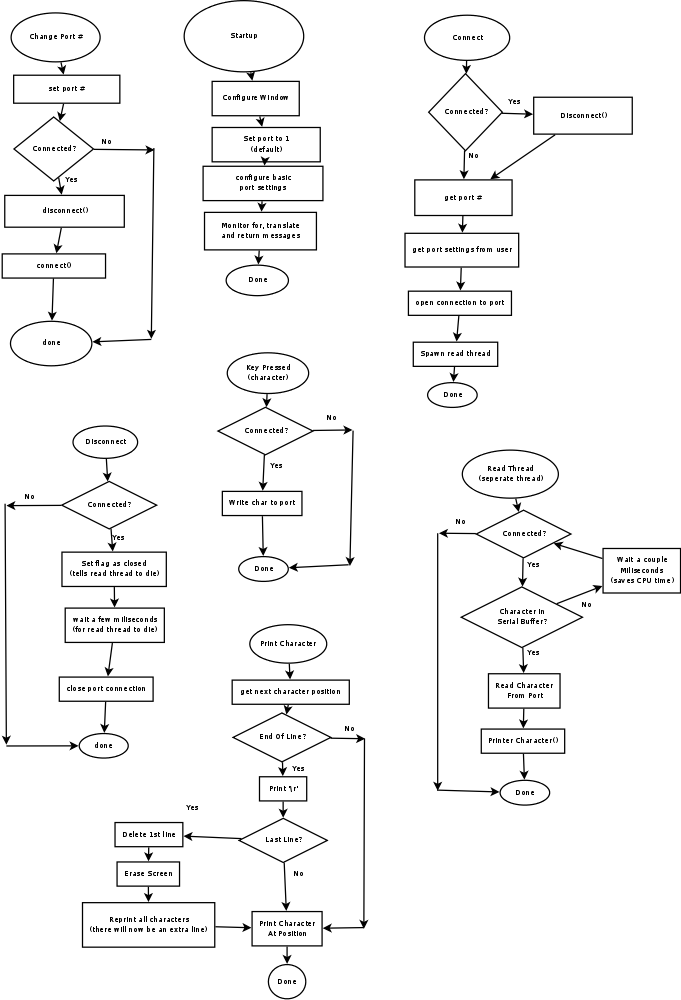 Change Port #
set port #
Connected?
No
Yes
disconnect()
connect()
done
Startup
Configure Window
Set port to 1
(default)
configure basic
port settings
Monitor for, translate
and return messages
Done
Connect
Connected?
Yes
Disconnect()
No
get port #
get port settings from user
open connection to port
Spawn read thread
Done
Key Pressed
(character)
Connected?
No
Yes
Write char to port
Done
Disconnect
Connected?
No
Yes
Set flag as closed
(tells read thread to die)
wait a few miliseconds
(for read thread to die)
close port connection
done
Read Thread
(seperate thread)
Connected?
No
Yes
Wait a couple
Miliseconds
(saves CPU time)
Character in
Serial Buffer?
No
Yes
Read Character
From Port
Printer Character()
Done
Print Character
get next character position
End Of Line?
No
Yes
Print '\r'
Last Line?
Yes
No
Delete 1st line
Erase Screen
Reprint all characters
(there will now be an extra line)
Print Character
At Position
Done